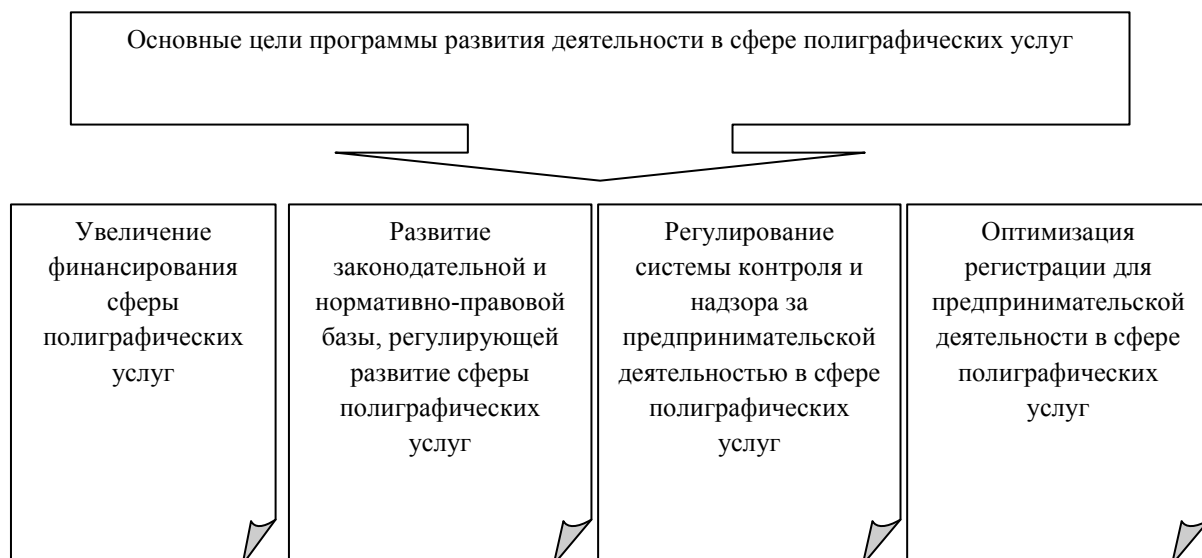 Основные цели программы развития деятельности в сфере полиграфических услуг
Увеличение
финансирования
сферы
полиграфических
услуг
Развитие
законодательной и
нормативно-правовой
базы, регулирующей
развитие сферы
полиграфических
услуг
Регулирование
системы контроля и
надзора за
предпринимательской
деятельностью в сфере
полиграфических
услуг
Оптимизация
регистрации для
предпринимательской
деятельности в сфере
полиграфических
услуг